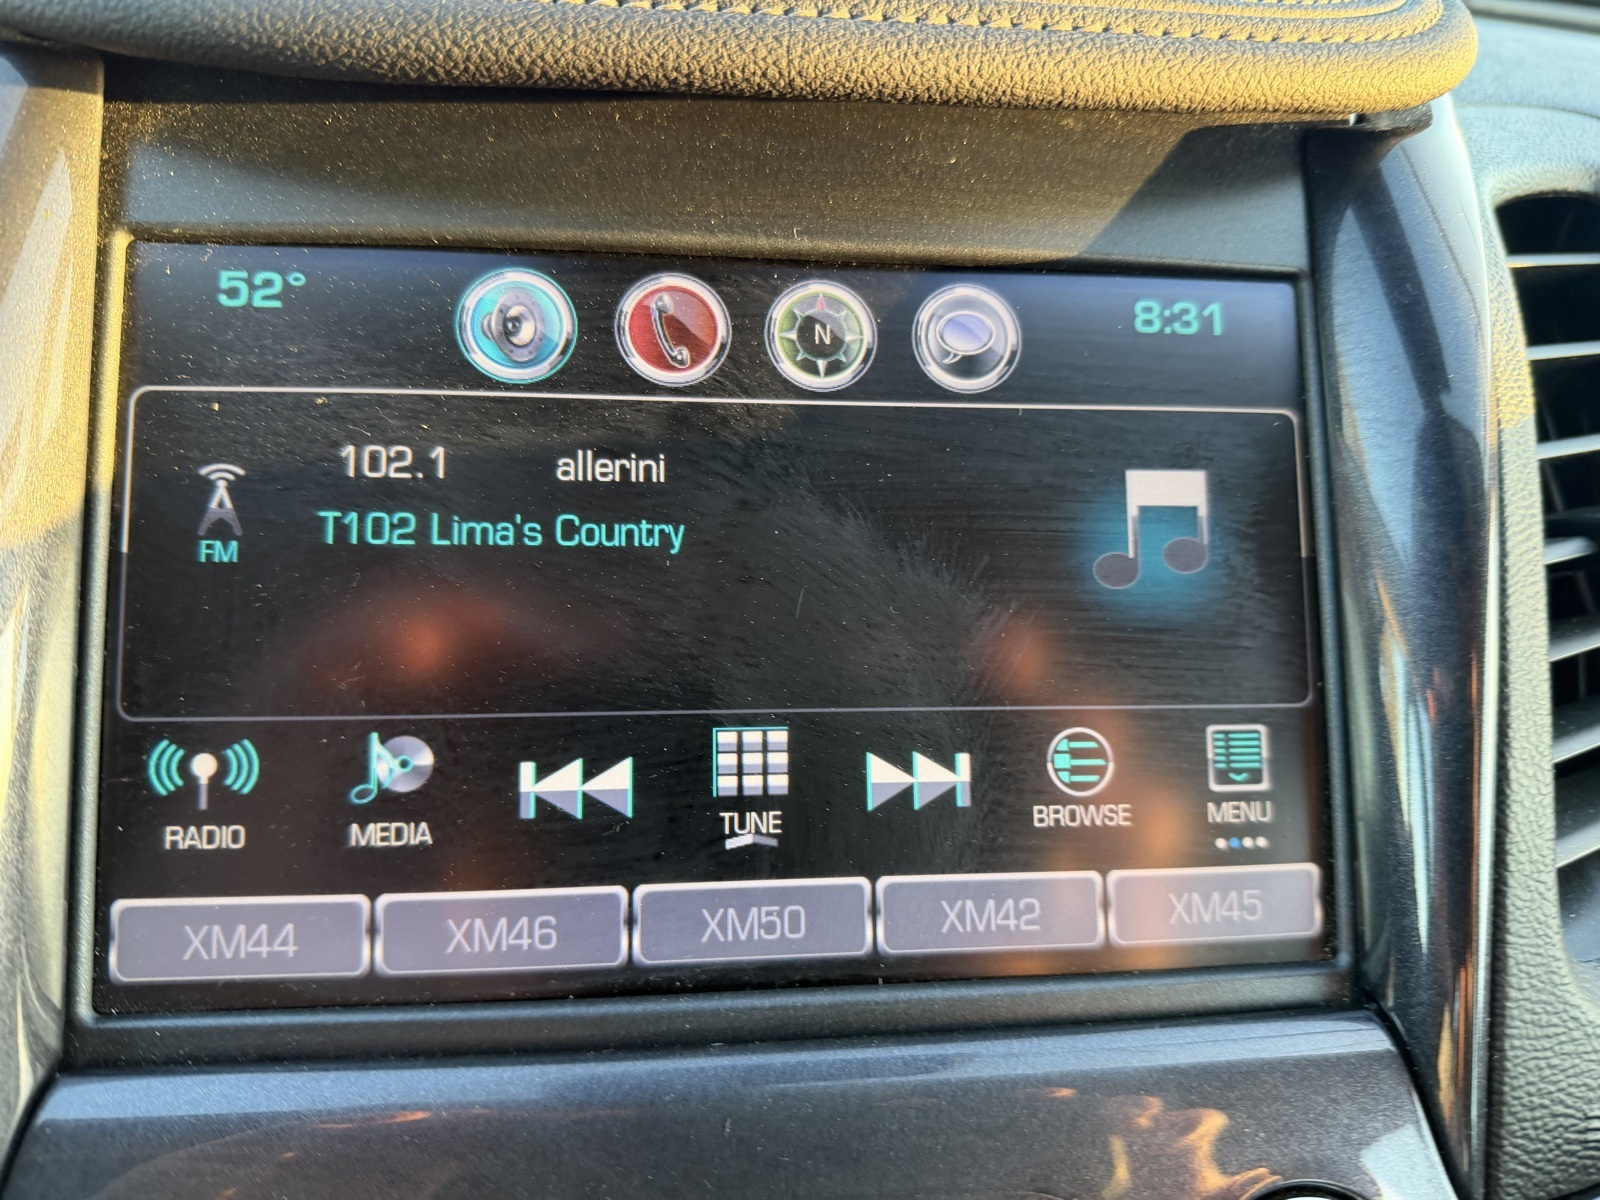 52° 8:31
N
102.1 allerini
T102 Lima's Country
FM
RADIO MEDIA TUNE BROWSE MENU
XM44 XM46 XM50 XM42 XM45